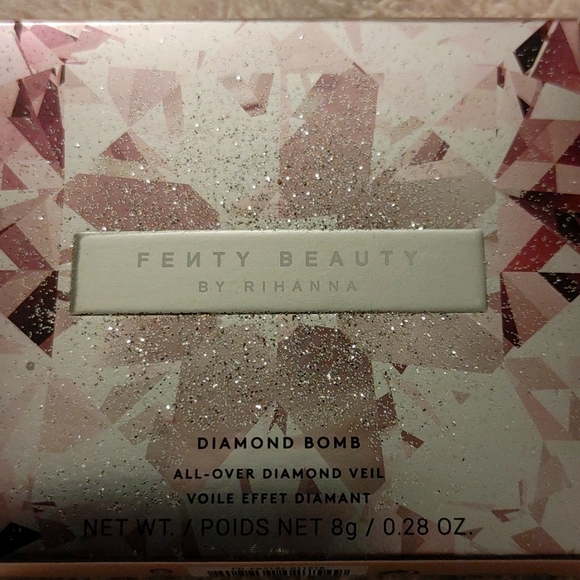 FEИTY BEAUTY
BY RIHANNA
DIAMOND BOMB
ALL-OVER DIAMOND VEIL
VOILE EFFET DIAMANT
NET WT. / POIDS NET 8g / 0.28 OZ.